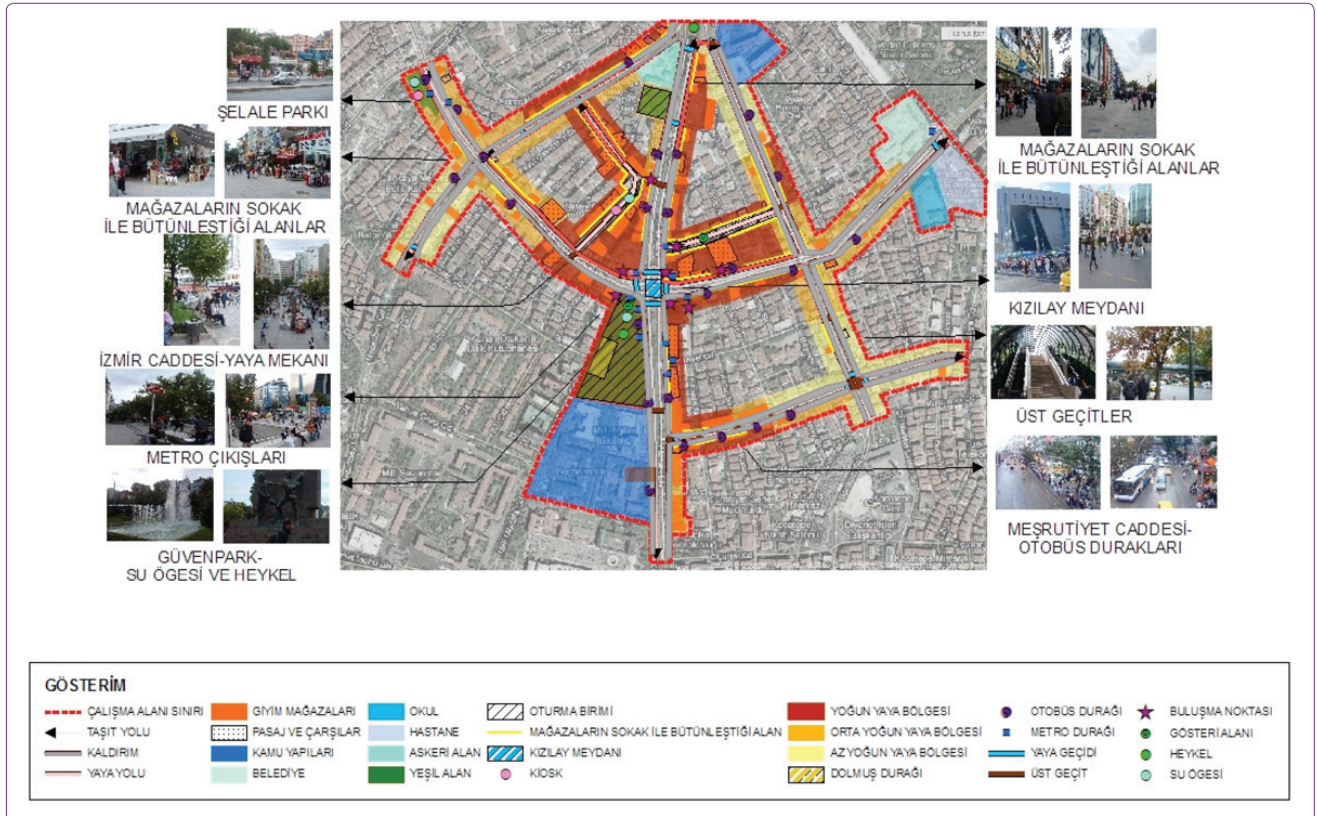 ŞELALE PARKI
MAĞAZALARIN SOKAK
İLE BÜTÜNLEŞTİĞİ ALANLAR
İZMİR CADDESİ-YAYA MEKANI
METRO ÇIKIŞLARI
GÜVENPARK-
SU ÖGESİ VE HEYKEL
MAĞAZALARIN SOKAK
İLE BÜTÜNLEŞTİĞİ ALANLAR
KIZILAY MEYDANI
ÜST GEÇİTLER
MEŞRUTİYET CADDESİ-
OTOBÜS DURAKLARI
GÖSTERİM
ÇALIŞMA ALANI SINIRI
TAŞIT YOLU
KALDIRIM
YAYA YOLU
GİYİM MAĞAZALARI
PASAJ VE ÇARŞILAR
KAMU YAPILARI
BELEDİYE
OKUL
HASTANE
ASKERİ ALAN
YEŞİL ALAN
OTURMA BİRİMİ
MAĞAZALARIN SOKAK İLE BÜTÜNLEŞTİĞİ ALAN
KIZILAY MEYDANI
KİOSK
YOĞUN YAYA BÖLGESİ
ORTA YOĞUN YAYA BÖLGESİ
AZ YOĞUN YAYA BÖLGESİ
DOLMUŞ DURAĞI
OTOBÜS DURAĞI
METRO DURAĞI
YAYA GEÇİDİ
ÜST GEÇİT
BULUŞMA NOKTASI
GÖSTERİ ALANI
HEYKEL
SU ÖGESİ